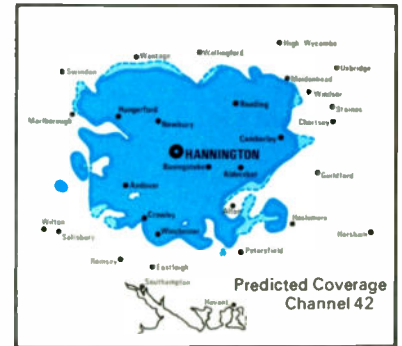 High Wycombe
Wantage
Wallingford
Uxbridge
Swindon
Maidenhead
Windsor
Hungerford
Reading
Staines
Marlborough
Newbury
Chertsey
Camberley
HANNINGTON
Basingstoke
Aldershot
Guildford
Andover
Alton
Crawley
Haslemere
Wilton
Salisbury
Winchester
Horsham
Petersfield
Romsey
Eastleigh
Southampton
Havant
Predicted Coverage
Channel 42